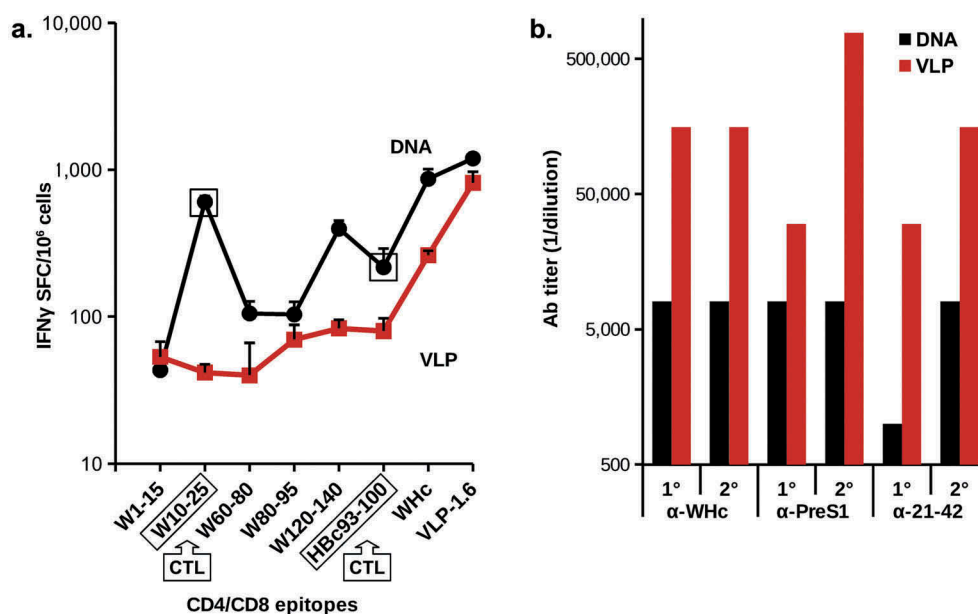 a.
10,000
1,000
100
10
IFNγ SFC/10⁶ cells
DNA
VLP
W1-15
W10-25
W60-80
W80-95
W120-140
HBc93-100
WHc
VLP-1.6
CTL
CTL
CD4/CD8 epitopes
b.
DNA
VLP
500,000
50,000
5,000
500
Ab titer (1/dilution)
1° 2° 1° 2° 1° 2°
α-WHc α-PreS1 α-21-42